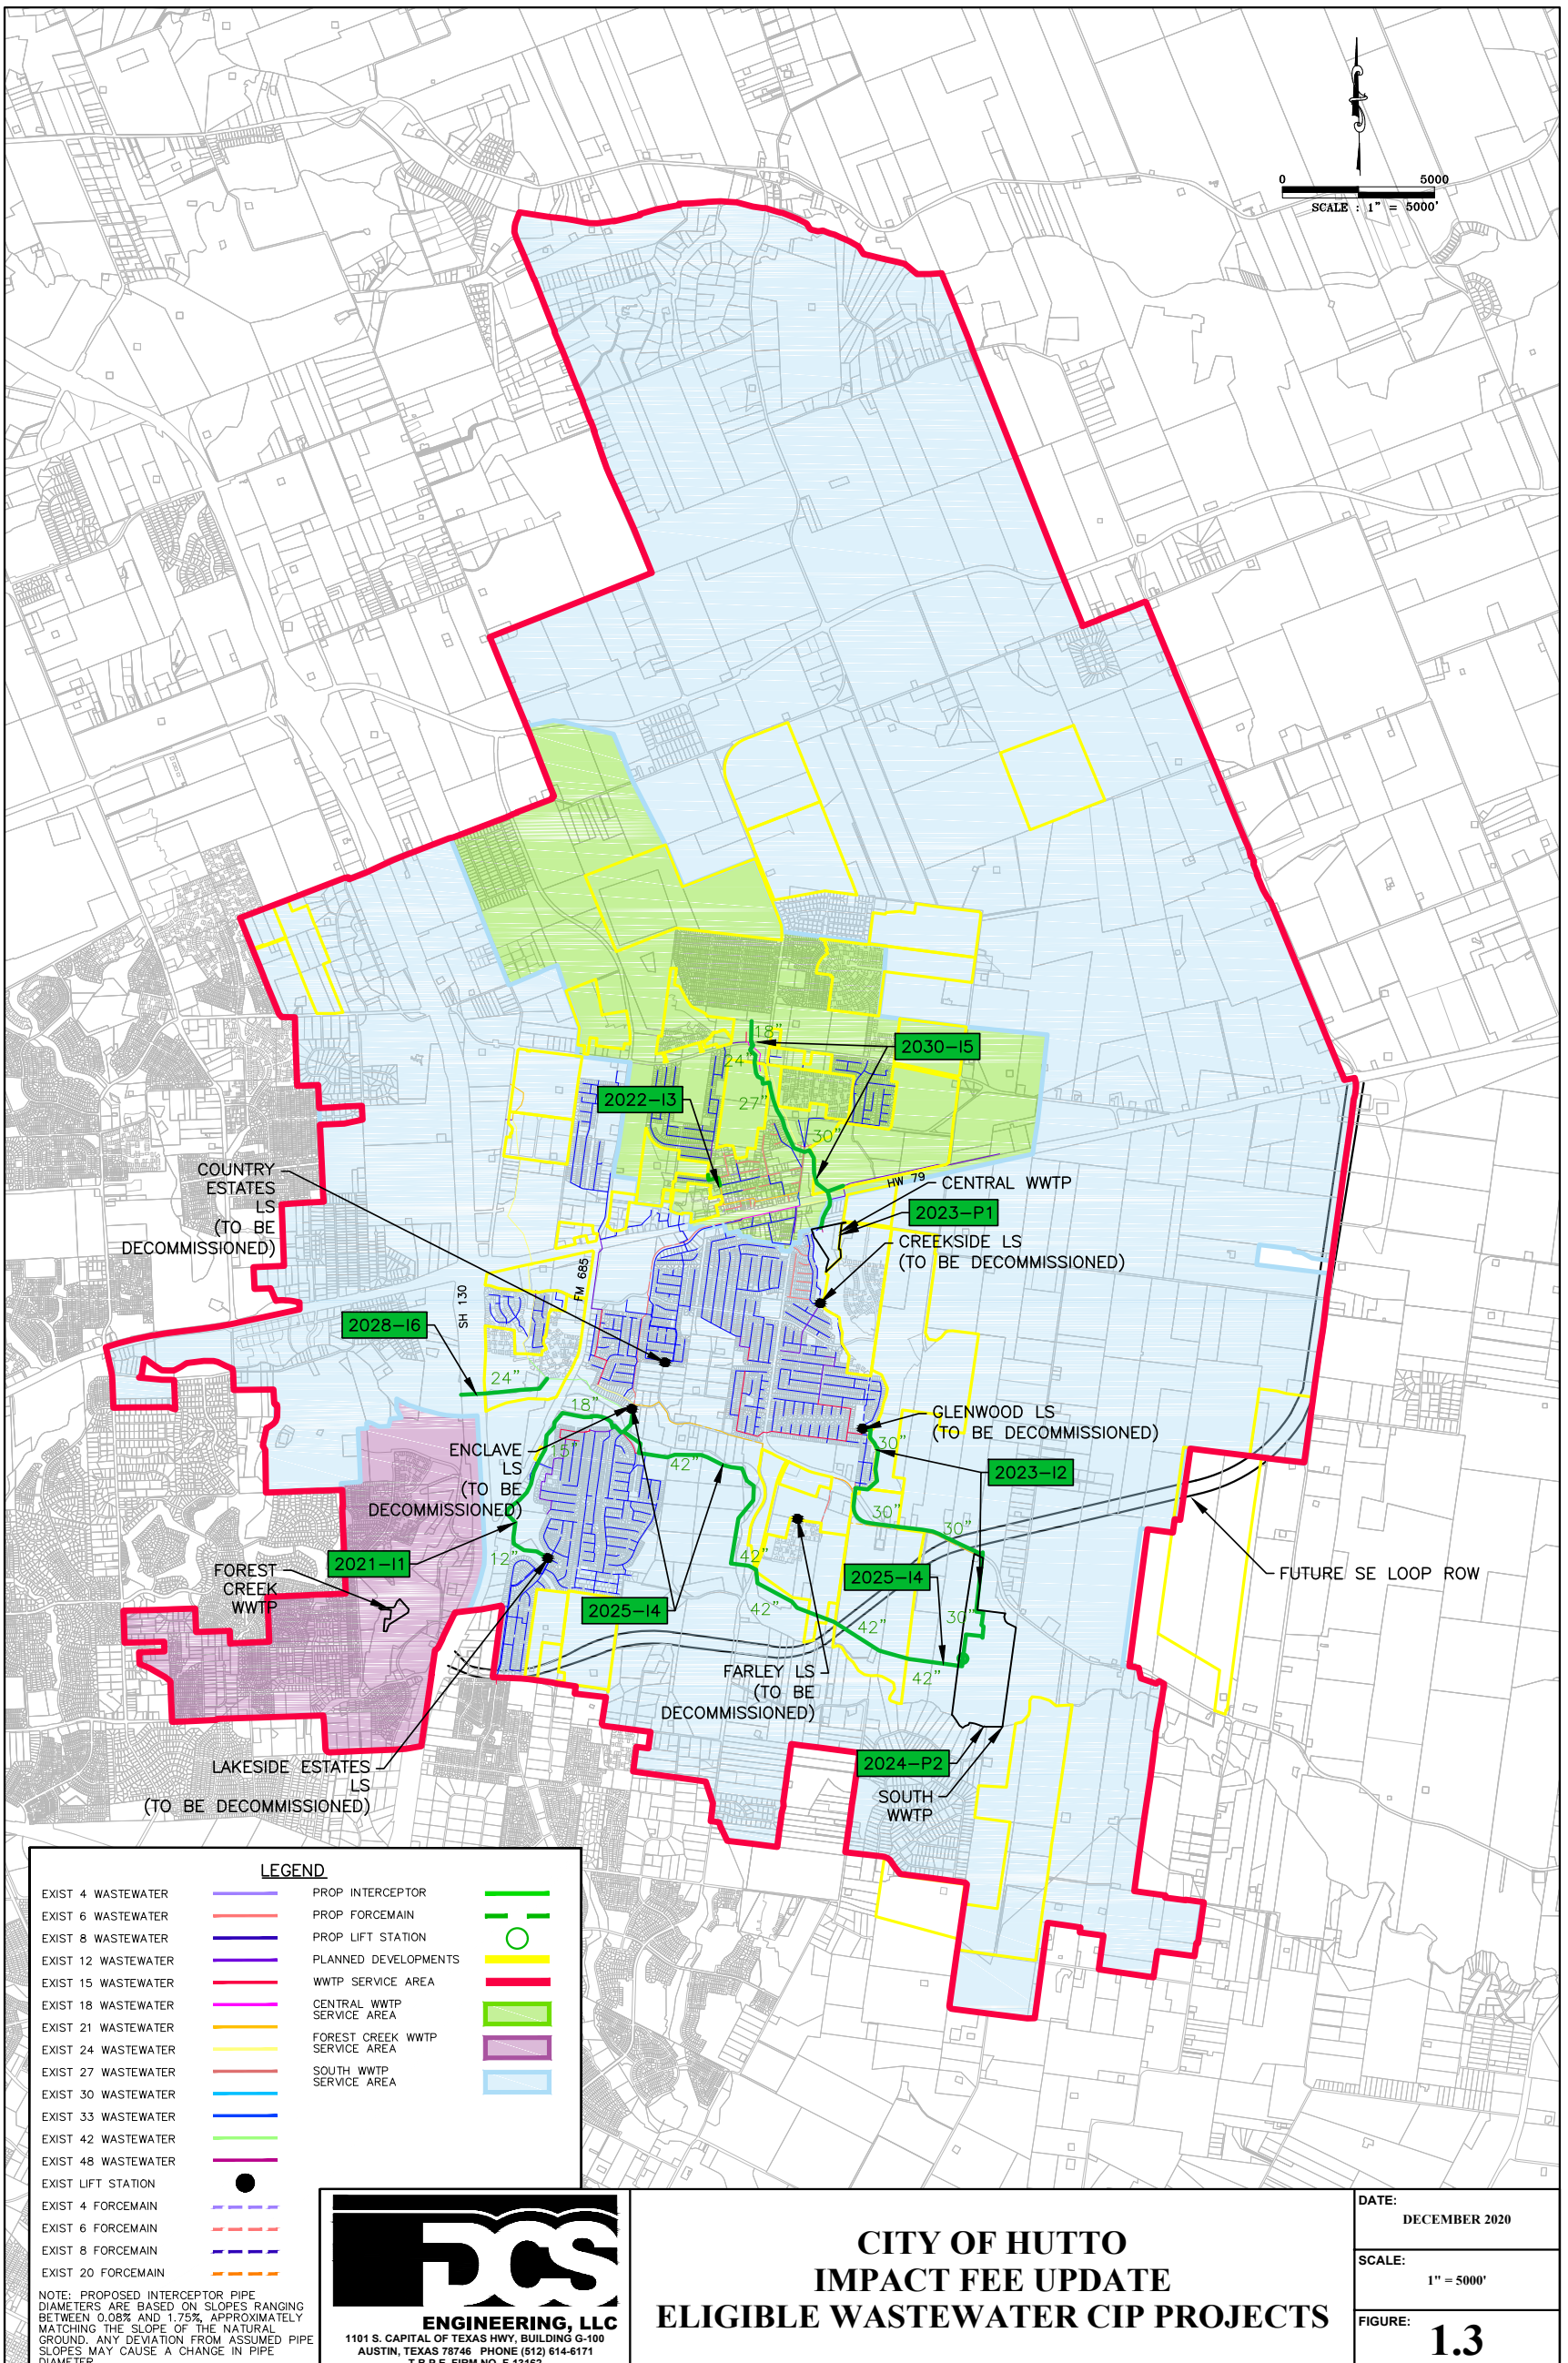 0 5000
SCALE : 1" = 5000'
18"
2030-I5
24"
2022-I3
27"
30"
COUNTRY
ESTATES
LS
(TO BE
DECOMMISSIONED)
HW 79
CENTRAL WWTP
2023-P1
CREEKSIDE LS
(TO BE DECOMMISSIONED)
FM 685
SH 130
2028-I6
24"
18"
GLENWOOD LS
(TO BE DECOMMISSIONED)
ENCLAVE
LS
(TO BE
DECOMMISSIONED)
15"
42"
30"
2023-I2
30"
30"
2021-I1
12"
FOREST
CREEK
WWTP
42"
2025-I4
FUTURE SE LOOP ROW
2025-I4
42"
42"
30"
42"
FARLEY LS
(TO BE
DECOMMISSIONED)
2024-P2
SOUTH
WWTP
LAKESIDE ESTATES
LS
(TO BE DECOMMISSIONED)
LEGEND
EXIST 4 WASTEWATER
EXIST 6 WASTEWATER
EXIST 8 WASTEWATER
EXIST 12 WASTEWATER
EXIST 15 WASTEWATER
EXIST 18 WASTEWATER
EXIST 21 WASTEWATER
EXIST 24 WASTEWATER
EXIST 27 WASTEWATER
EXIST 30 WASTEWATER
EXIST 33 WASTEWATER
EXIST 42 WASTEWATER
EXIST 48 WASTEWATER
EXIST LIFT STATION
EXIST 4 FORCEMAIN
EXIST 6 FORCEMAIN
EXIST 8 FORCEMAIN
EXIST 20 FORCEMAIN
PROP INTERCEPTOR
PROP FORCEMAIN
PROP LIFT STATION
PLANNED DEVELOPMENTS
WWTP SERVICE AREA
CENTRAL WWTP
SERVICE AREA
FOREST CREEK WWTP
SERVICE AREA
SOUTH WWTP
SERVICE AREA
NOTE: PROPOSED INTERCEPTOR PIPE
DIAMETERS ARE BASED ON SLOPES RANGING
BETWEEN 0.08% AND 1.75%, APPROXIMATELY
MATCHING THE SLOPE OF THE NATURAL
GROUND. ANY DEVIATION FROM ASSUMED PIPE
SLOPES MAY CAUSE A CHANGE IN PIPE
DIAMETER
DCS
ENGINEERING, LLC
1101 S. CAPITAL OF TEXAS HWY, BUILDING G-100
AUSTIN, TEXAS 78746 PHONE (512) 614-6171
T.B.P.E. FIRM NO. F-13162
CITY OF HUTTO
IMPACT FEE UPDATE
ELIGIBLE WASTEWATER CIP PROJECTS
DATE:
DECEMBER 2020
SCALE:
1" = 5000'
FIGURE:
1.3